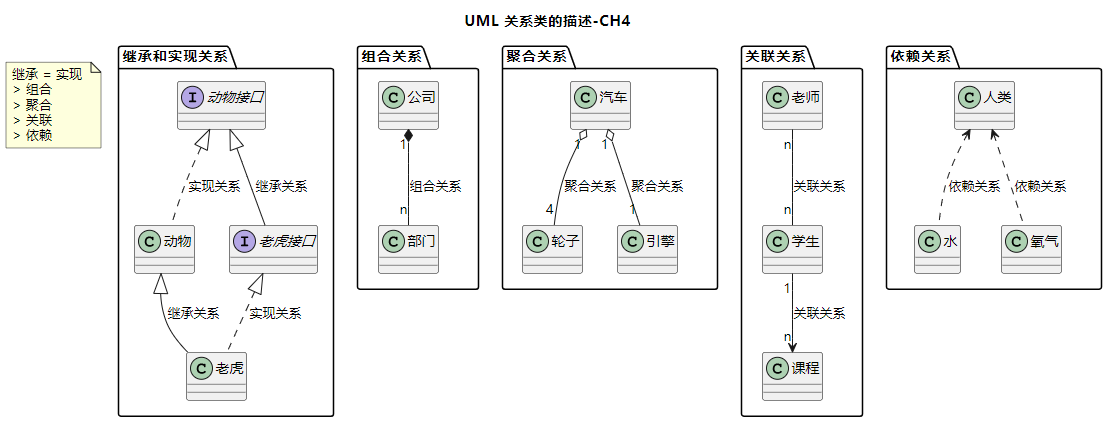 UML 关系类的描述-CH4
继承 = 实现
> 组合
> 聚合
> 关联
> 依赖
继承和实现关系
I 动物接口
实现关系
继承关系
C 动物
I 老虎接口
继承关系
实现关系
C 老虎
组合关系
C 公司
1
组合关系
n
C 部门
聚合关系
C 汽车
1
1
聚合关系
聚合关系
4
1
C 轮子
C 引擎
关联关系
C 老师
n
关联关系
n
C 学生
1
关联关系
n
C 课程
依赖关系
C 人类
依赖关系
依赖关系
C 水
C 氧气